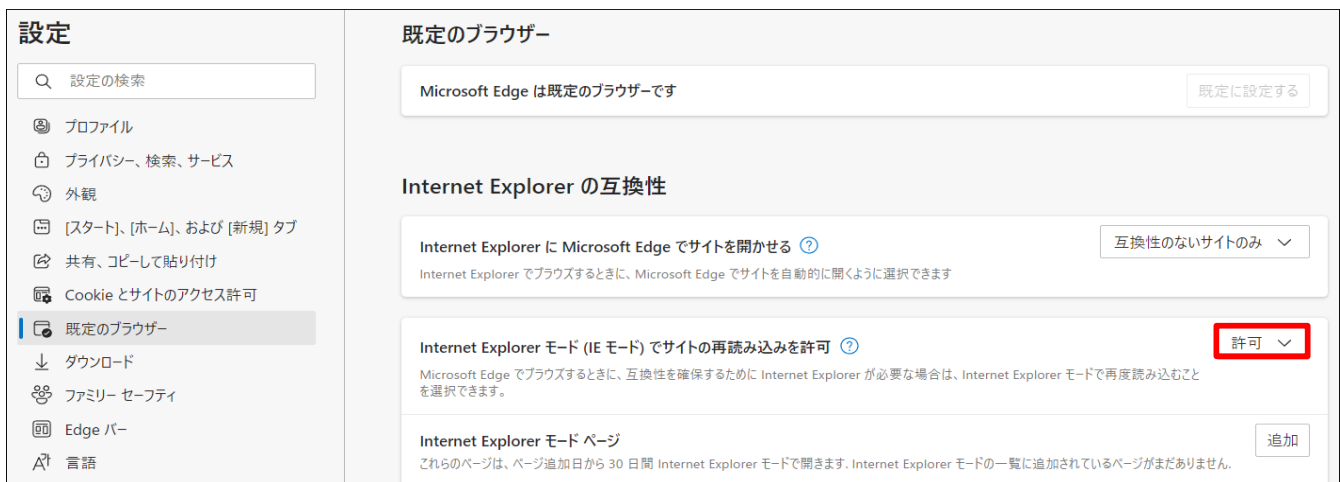 設定
設定の検索
プロファイル
プライバシー、検索、サービス
外観
[スタート]、[ホーム]、および [新規] タブ
共有、コピーして貼り付け
Cookie とサイトのアクセス許可
既定のブラウザー
ダウンロード
ファミリー セーフティ
Edge バー
言語
既定のブラウザー
Microsoft Edge は既定のブラウザーです
既定に設定する
Internet Explorer の互換性
Internet Explorer に Microsoft Edge でサイトを開かせる
互換性のないサイトのみ
Internet Explorer でブラウズするときに、Microsoft Edge でサイトを自動的に開くように選択できます
Internet Explorer モード (IE モード) でサイトの再読み込みを許可
許可
Microsoft Edge でブラウズするときに、互換性を確保するために Internet Explorer が必要な場合は、Internet Explorer モードで再度読み込むこと
を選択できます。
Internet Explorer モード ページ
追加
これらのページは、ページ追加日から 30 日間 Internet Explorer モードで開きます. Internet Explorer モードの一覧に追加されているページがまだありません.